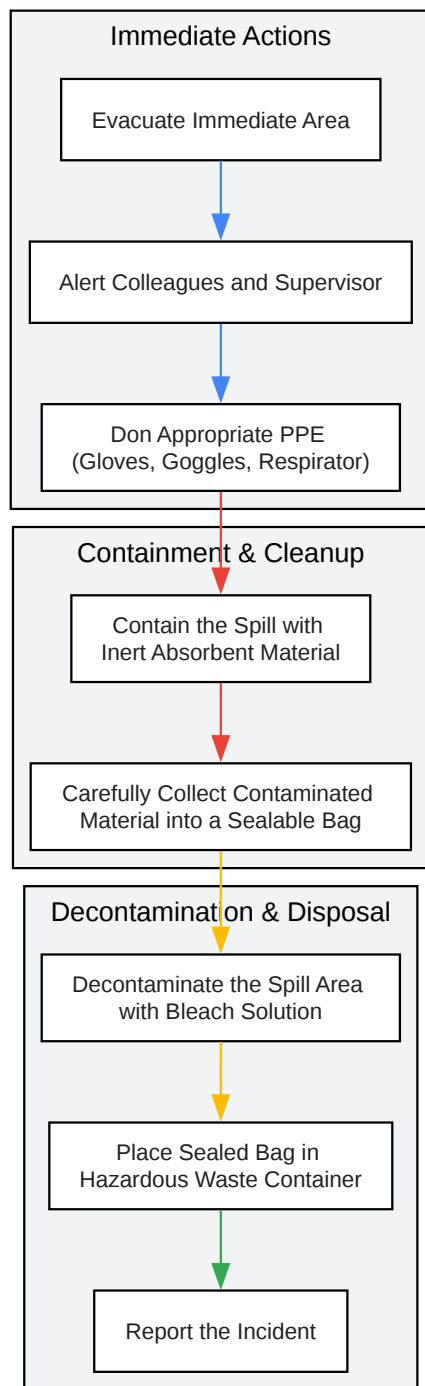 Immediate Actions
Evacuate Immediate Area
Alert Colleagues and Supervisor
Don Appropriate PPE
(Gloves, Goggles, Respirator)
Containment & Cleanup
Contain the Spill with
Inert Absorbent Material
Carefully Collect Contaminated
Material into a Sealable Bag
Decontamination & Disposal
Decontaminate the Spill Area
with Bleach Solution
Place Sealed Bag in
Hazardous Waste Container
Report the Incident